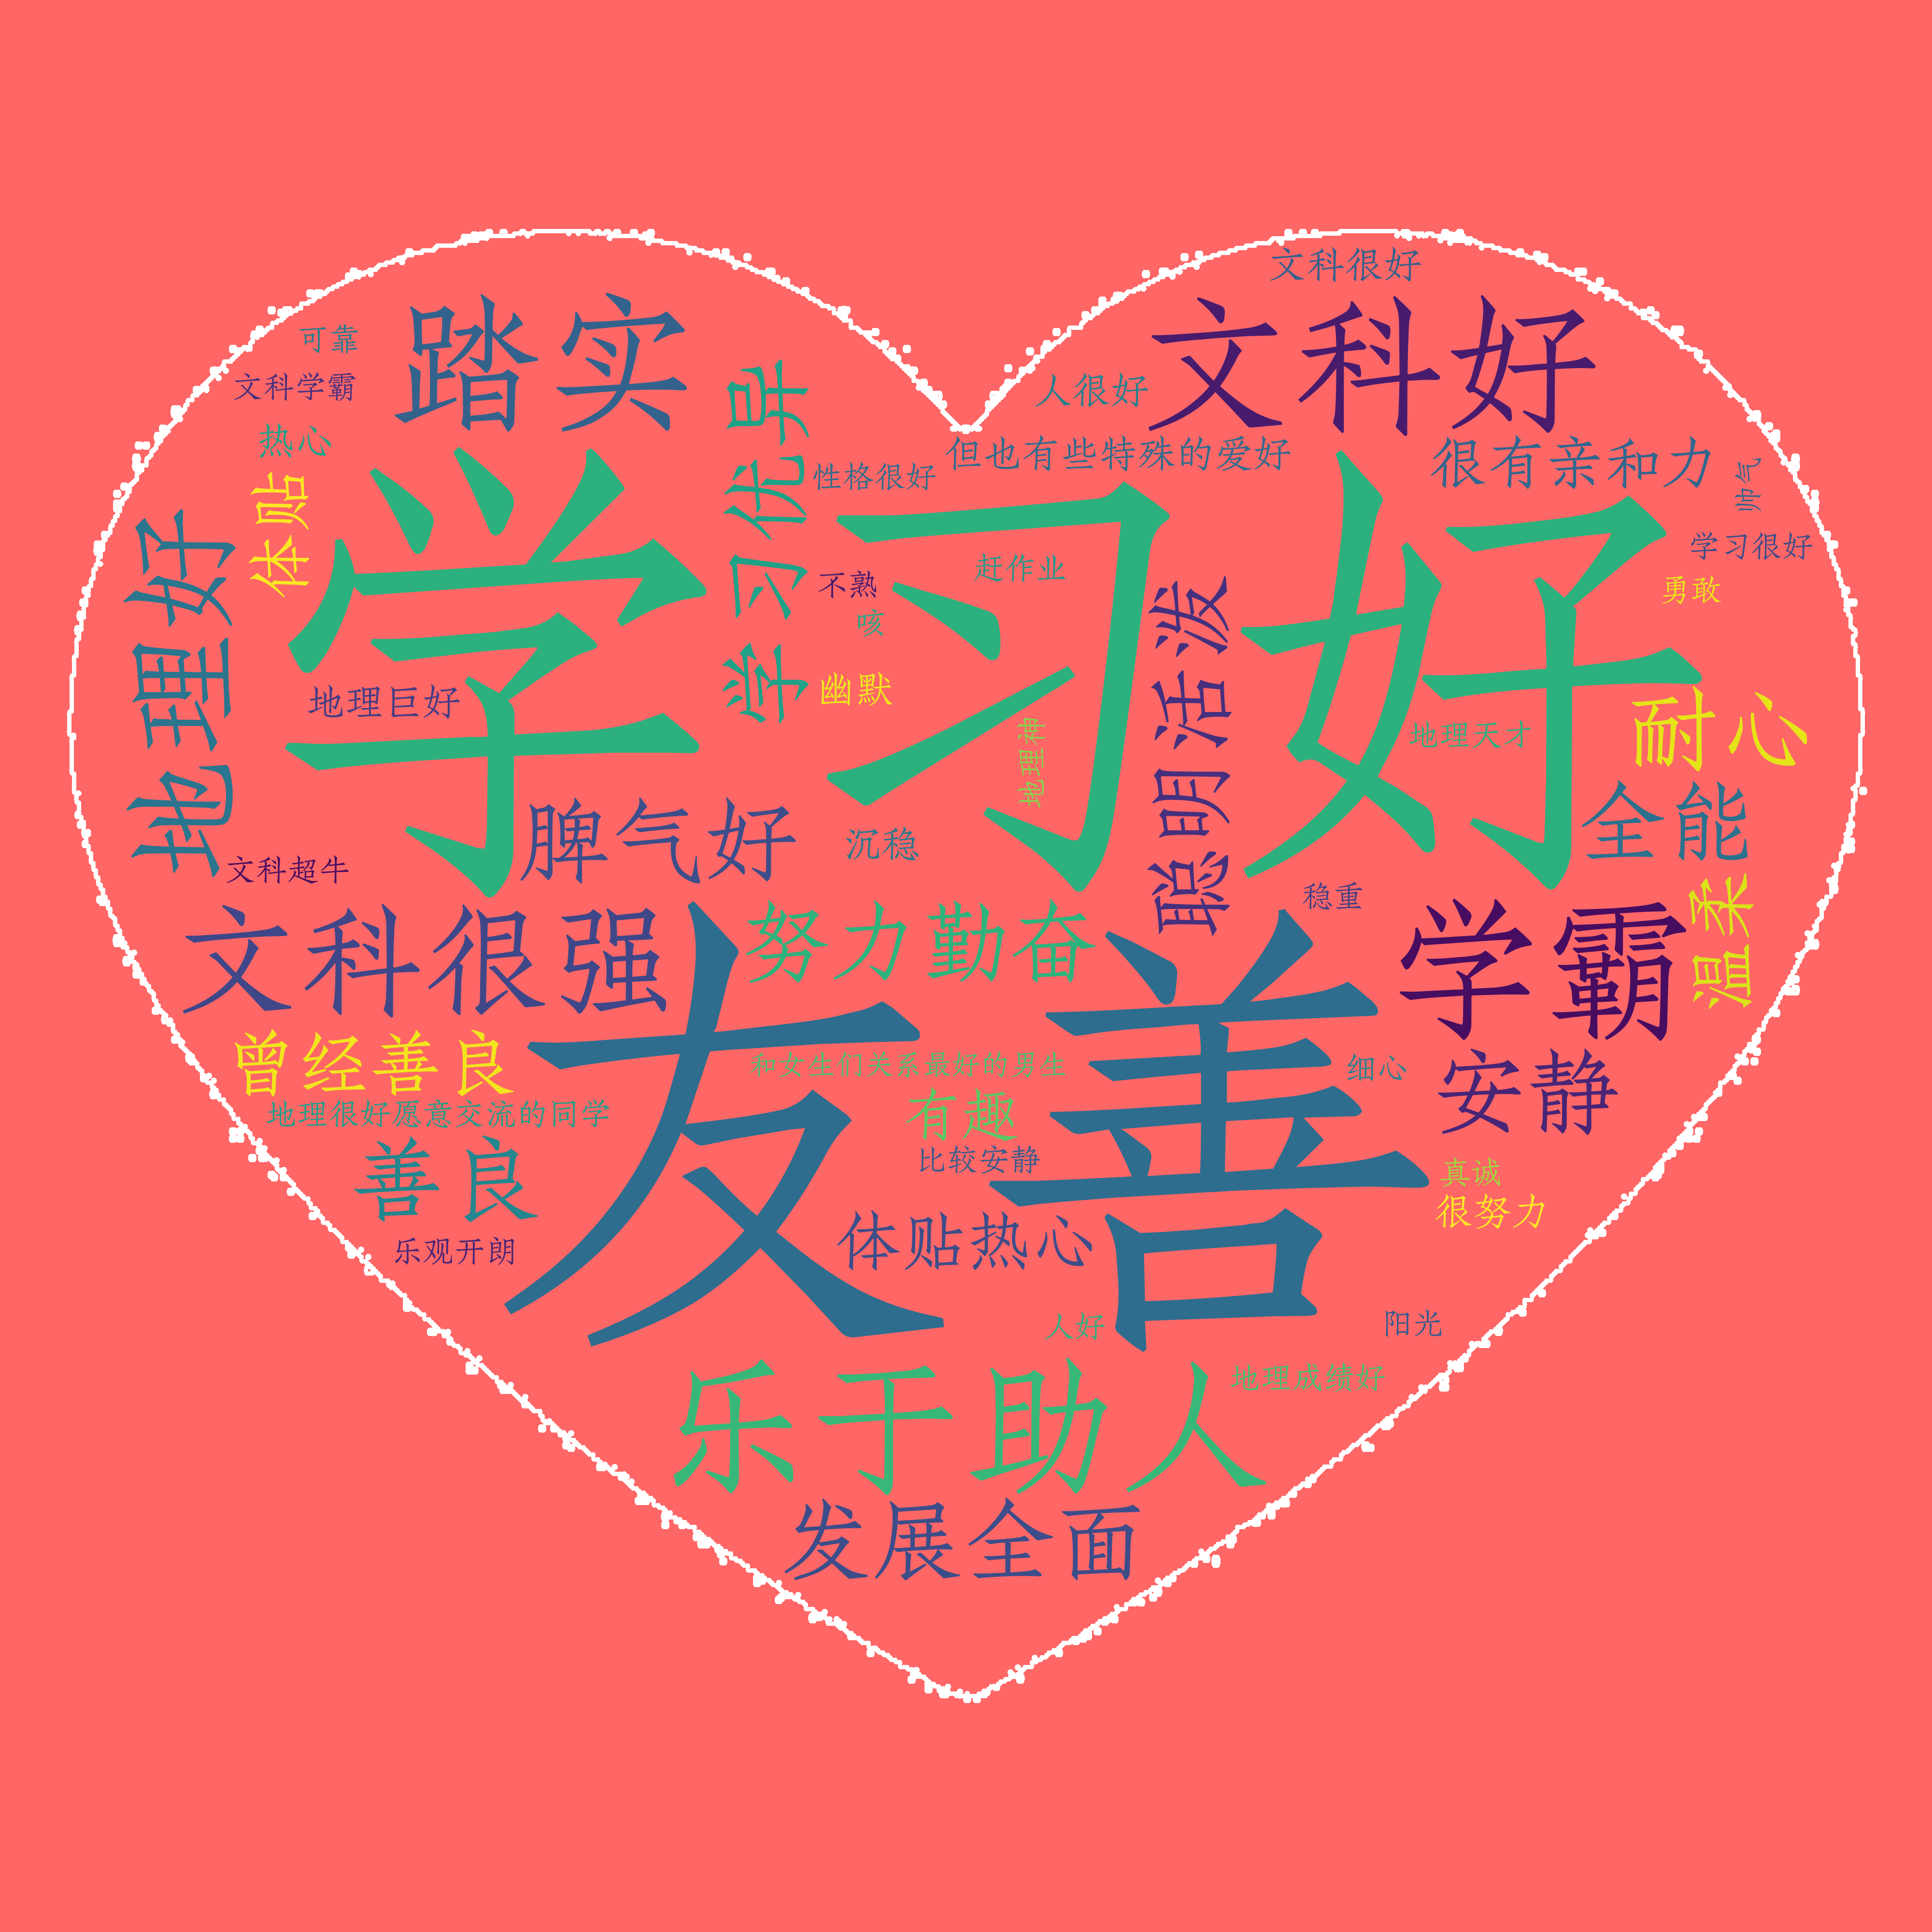 文科很好
可靠
踏实
文科好
文科学霸
人很好
热心
学习优异
但也有些特殊的爱好
很有亲和力
体贴
性格很好
帅气
学习好
地理好
不熟
赶作业
学习很好
咳
勇敢
聪明活泼
地理巨好
幽默
地理神
地理天才
耐心
脾气好
沉稳
全能
文科超牛
稳重
温柔
文科很强
努力勤奋
学霸
友善
曾经善良
和女生们关系最好的男生
细心
安静
地理很好愿意交流的同学
有趣
善良
比较安静
真诚
很努力
乐观开朗
体贴热心
人好
阳光
乐于助人
地理成绩好
发展全面